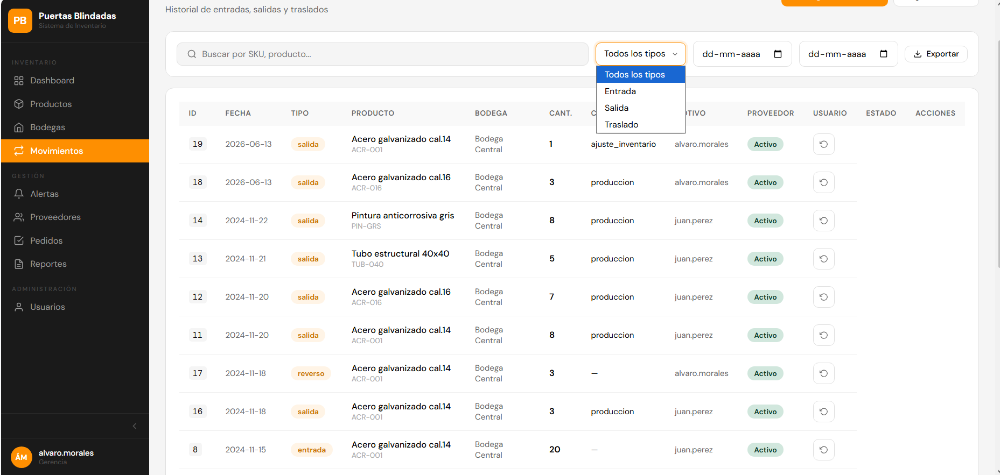 PB
Puertas Blindadas
Sistema de Inventario
INVENTARIO
Dashboard
Productos
Bodegas
Movimientos
GESTIÓN
Alertas
Proveedores
Pedidos
Reportes
ADMINISTRACIÓN
Usuarios
ÁM
alvaro.morales
Gerencia
Historial de entradas, salidas y traslados
Buscar por SKU, producto...
Todos los tipos
dd-mm-aaaa
dd-mm-aaaa
Exportar
Todos los tipos
Entrada
Salida
Traslado
ID FECHA TIPO PRODUCTO BODEGA CANT. PROVEEDOR USUARIO ESTADO ACCIONES
19 2026-06-13 salida Acero galvanizado cal.14 ACR-001 Bodega Central 1 ajuste_inventario alvaro.morales Activo
18 2026-06-13 salida Acero galvanizado cal.16 ACR-016 Bodega Central 3 produccion alvaro.morales Activo
14 2024-11-22 salida Pintura anticorrosiva gris PIN-GRS Bodega Central 8 produccion juan.perez Activo
13 2024-11-21 salida Tubo estructural 40x40 TUB-040 Bodega Central 5 produccion juan.perez Activo
12 2024-11-20 salida Acero galvanizado cal.16 ACR-016 Bodega Central 7 produccion juan.perez Activo
11 2024-11-20 salida Acero galvanizado cal.14 ACR-001 Bodega Central 8 produccion juan.perez Activo
17 2024-11-18 reverso Acero galvanizado cal.14 ACR-001 Bodega Central 3 — alvaro.morales Activo
16 2024-11-18 salida Acero galvanizado cal.14 ACR-001 Bodega Central 3 produccion juan.perez Activo
8 2024-11-15 entrada Acero galvanizado cal.14 ACR-001 Bodega Central 20 — juan.perez Activo